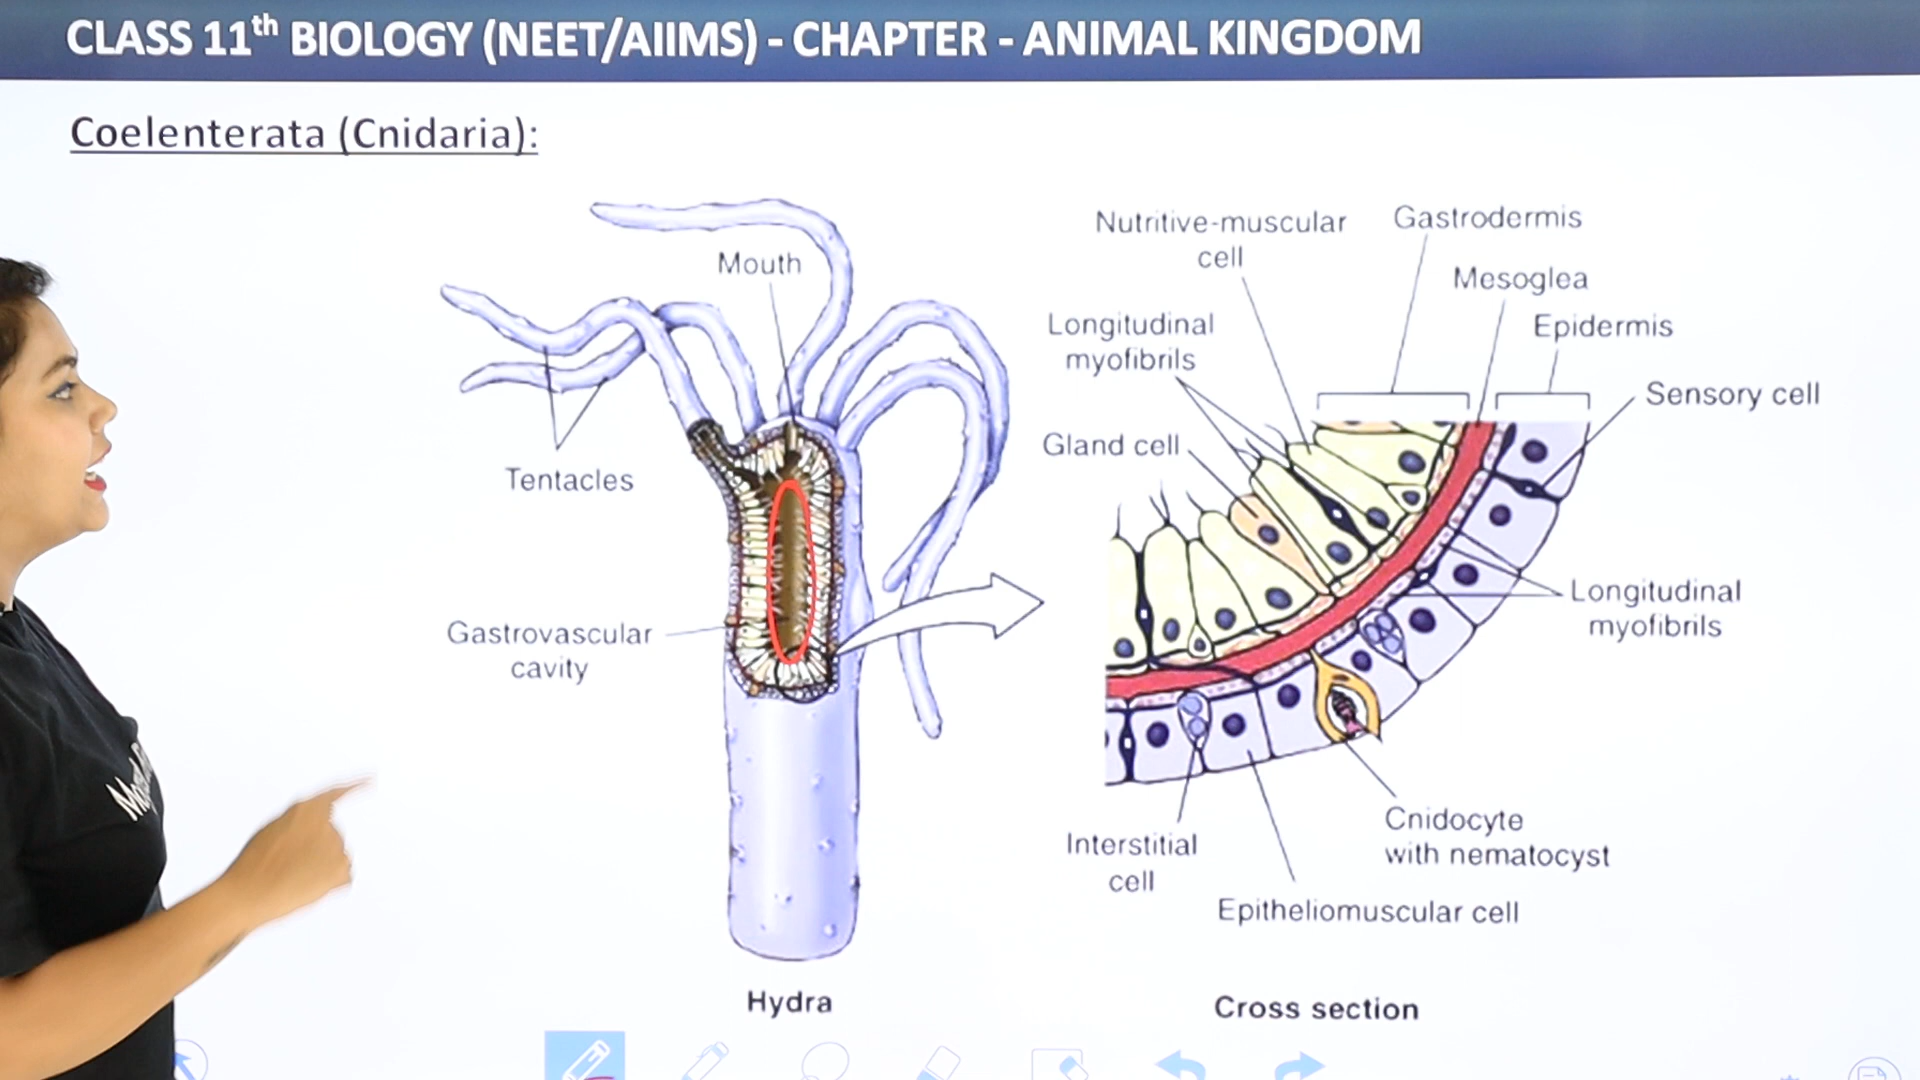 CLASS 11th BIOLOGY (NEET/AIIMS) - CHAPTER - ANIMAL KINGDOM
Coelenterata (Cnidaria):
Mouth
Tentacles
Gastrovascular
cavity
Hydra
Nutritive-muscular
cell
Gastrodermis
Mesoglea
Epidermis
Longitudinal
myofibrils
Sensory cell
Gland cell
Longitudinal
myofibrils
Interstitial
cell
Cnidocyte
with nematocyst
Epitheliomuscular cell
Cross section